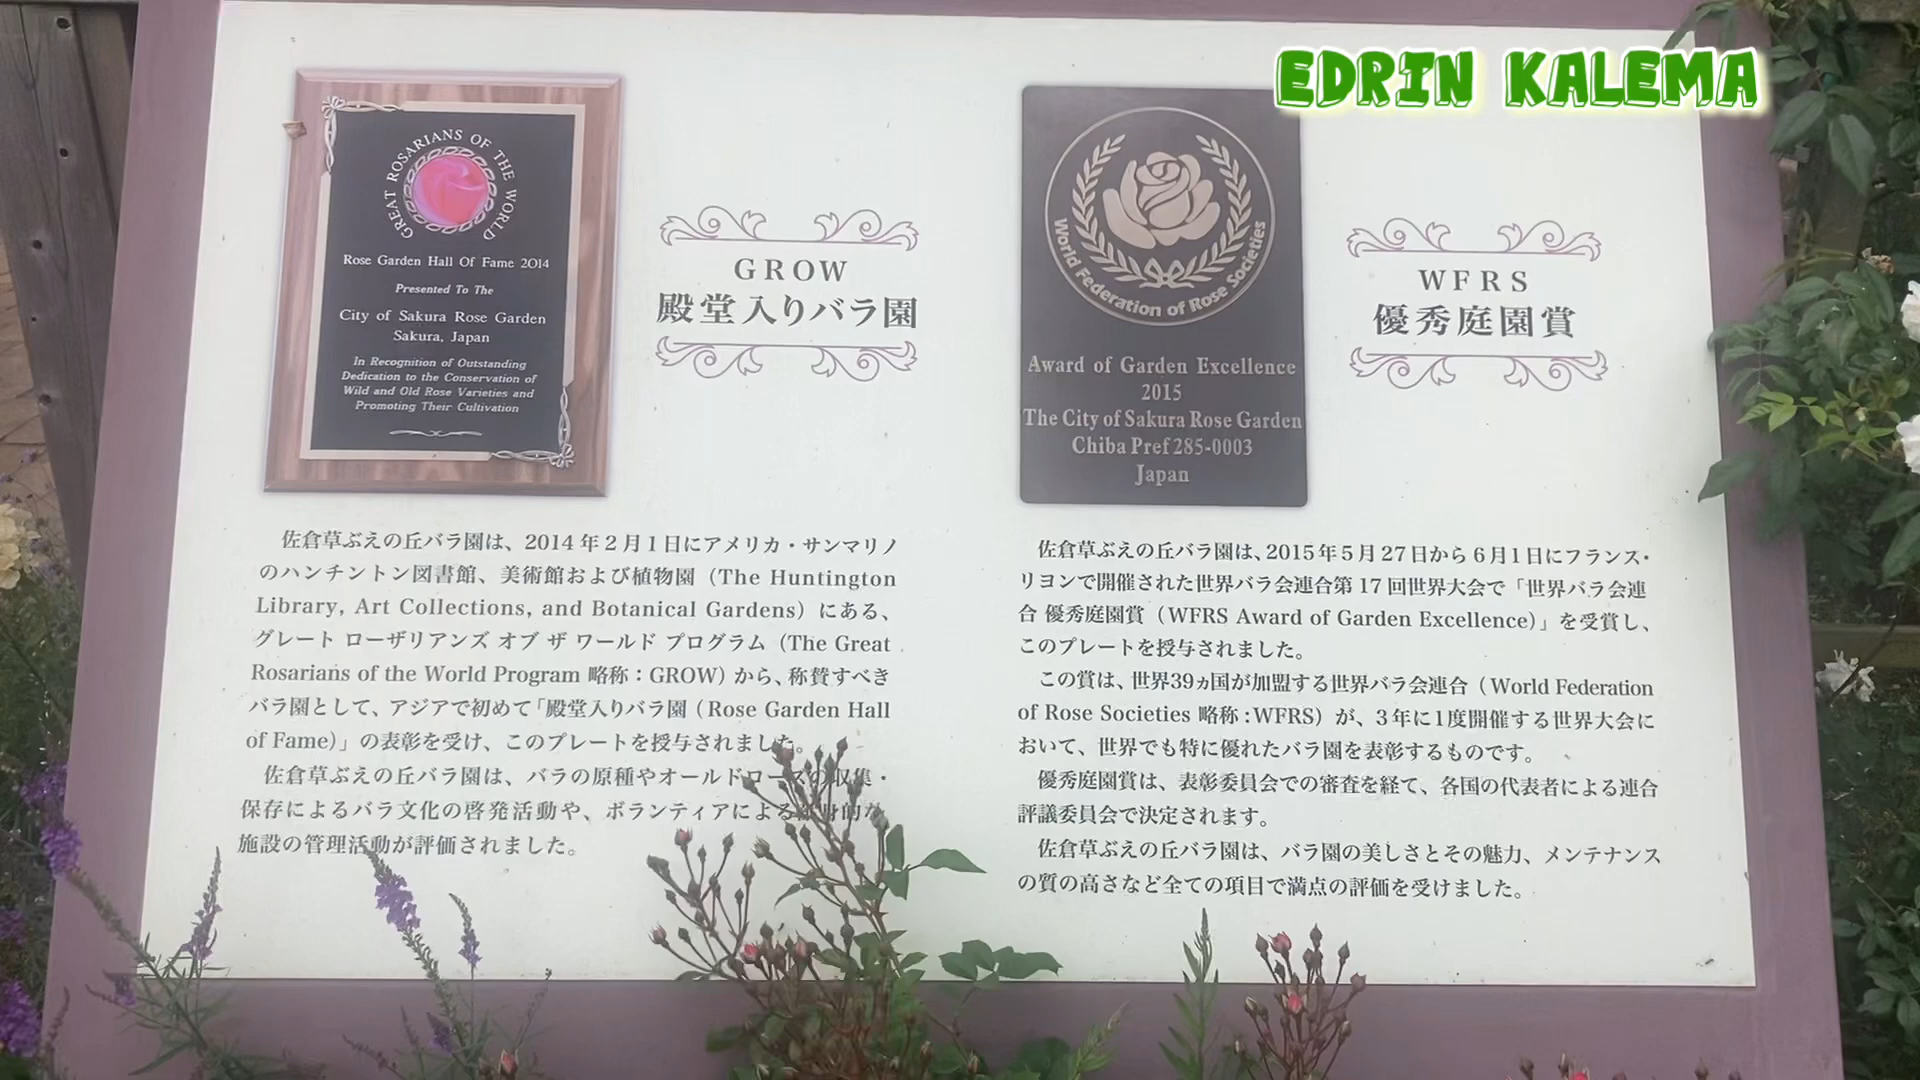 EDRIN KALEMA
GREAT ROSARIANS OF THE WORLD
Rose Garden Hall Of Fame 2014
Presented To The
City of Sakura Rose Garden
Sakura, Japan
In Recognition of Outstanding
Dedication to the Conservation of
Wild and Old Rose Varieties and
Promoting Their Cultivation
GROW
殿堂入りバラ園
佐倉草ぶえの丘バラ園は、2014年2月1日にアメリカ・サンマリノ
のハンチントン図書館、美術館および植物園（The Huntington
Library, Art Collections, and Botanical Gardens）にある、
グレート ローザリアンズ オブ ザ ワールド プログラム（The Great
Rosarians of the World Program 略称：GROW）から、称賛すべき
バラ園として、アジアで初めて「殿堂入りバラ園（Rose Garden Hall
of Fame)」の表彰を受け、このプレートを授与されました。
佐倉草ぶえの丘バラ園は、バラの原種やオールドローズの収集・
保存によるバラ文化の啓発活動や、ボランティアによる
施設の管理活動が評価されました。
World Federation of Rose Societies
Award of Garden Excellence
2015
The City of Sakura Rose Garden
Chiba Pref 285-0003
Japan
WFRS
優秀庭園賞
佐倉草ぶえの丘バラ園は、2015年5月27日から6月1日にフランス・
リヨンで開催された世界バラ会連合第17回世界大会で「世界バラ会連
合 優秀庭園賞（WFRS Award of Garden Excellence)」を受賞し、
このプレートを授与されました。
この賞は、世界39ヵ国が加盟する世界バラ会連合（World Federation
of Rose Societies 略称：WFRS）が、3年に1度開催する世界大会に
おいて、世界でも特に優れたバラ園を表彰するものです。
優秀庭園賞は、表彰委員会での審査を経て、各国の代表者による連合
評議委員会で決定されます。
佐倉草ぶえの丘バラ園は、バラ園の美しさとその魅力、メンテナンス
の質の高さなど全ての項目で満点の評価を受けました。